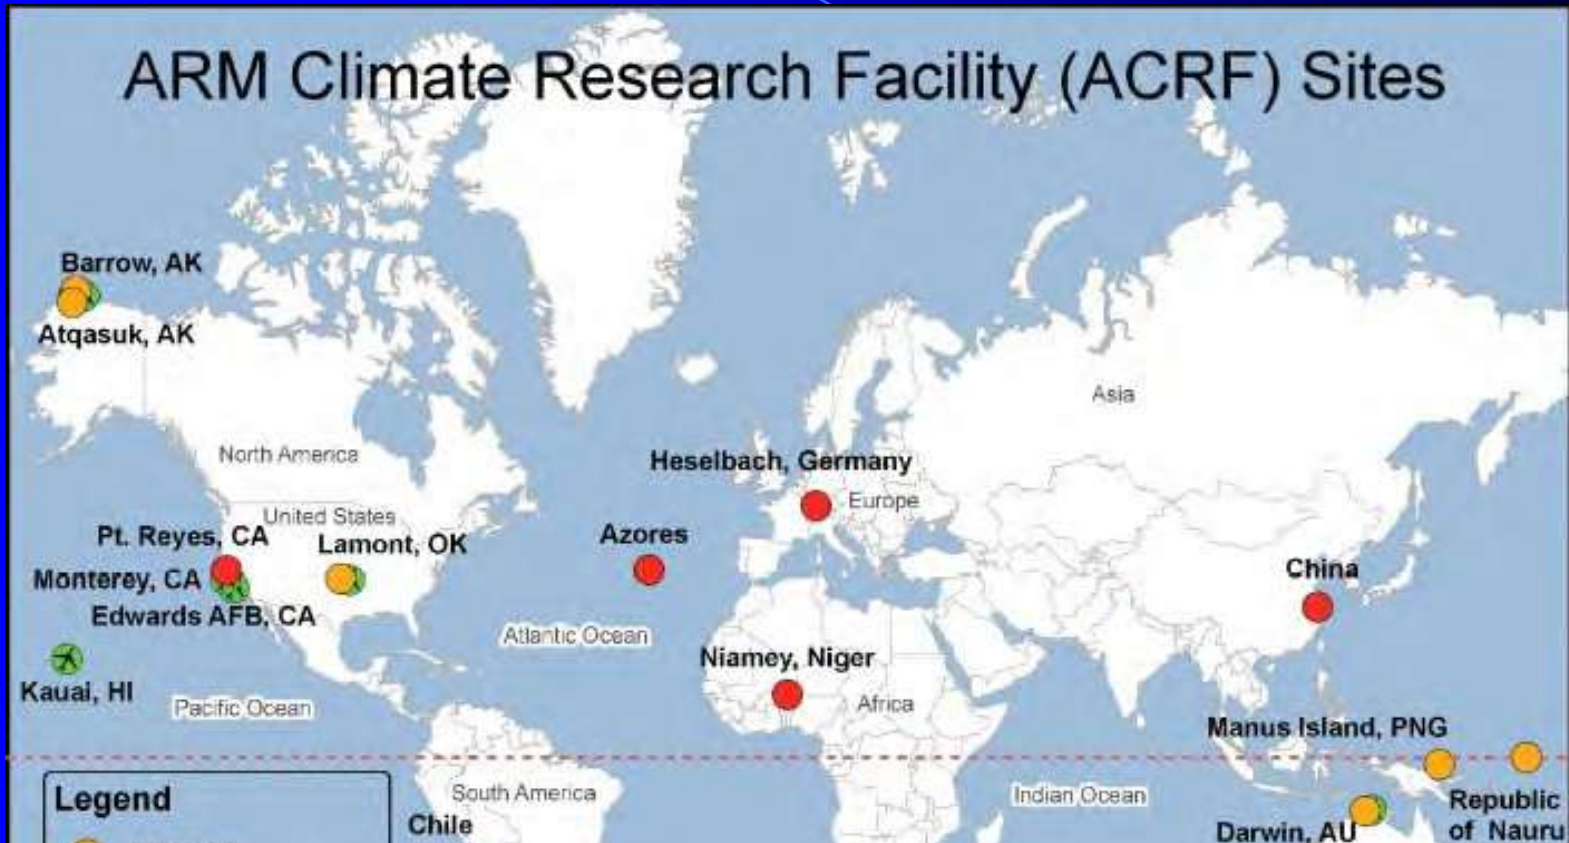 ARM Climate Research Facility (ACRF) Sites
Barrow, AK
Atqasuk, AK
Asia
North America
Heselbach, Germany
Europe
United States
Pt. Reyes, CA
Lamont, OK
Azores
China
Monterey, CA
Edwards AFB, CA
Atlantic Ocean
Niamey, Niger
Kauai, HI
Pacific Ocean
Africa
Manus Island, PNG
Legend
South America
Indian Ocean
Republic
of Nauru
Chile
Darwin, AU